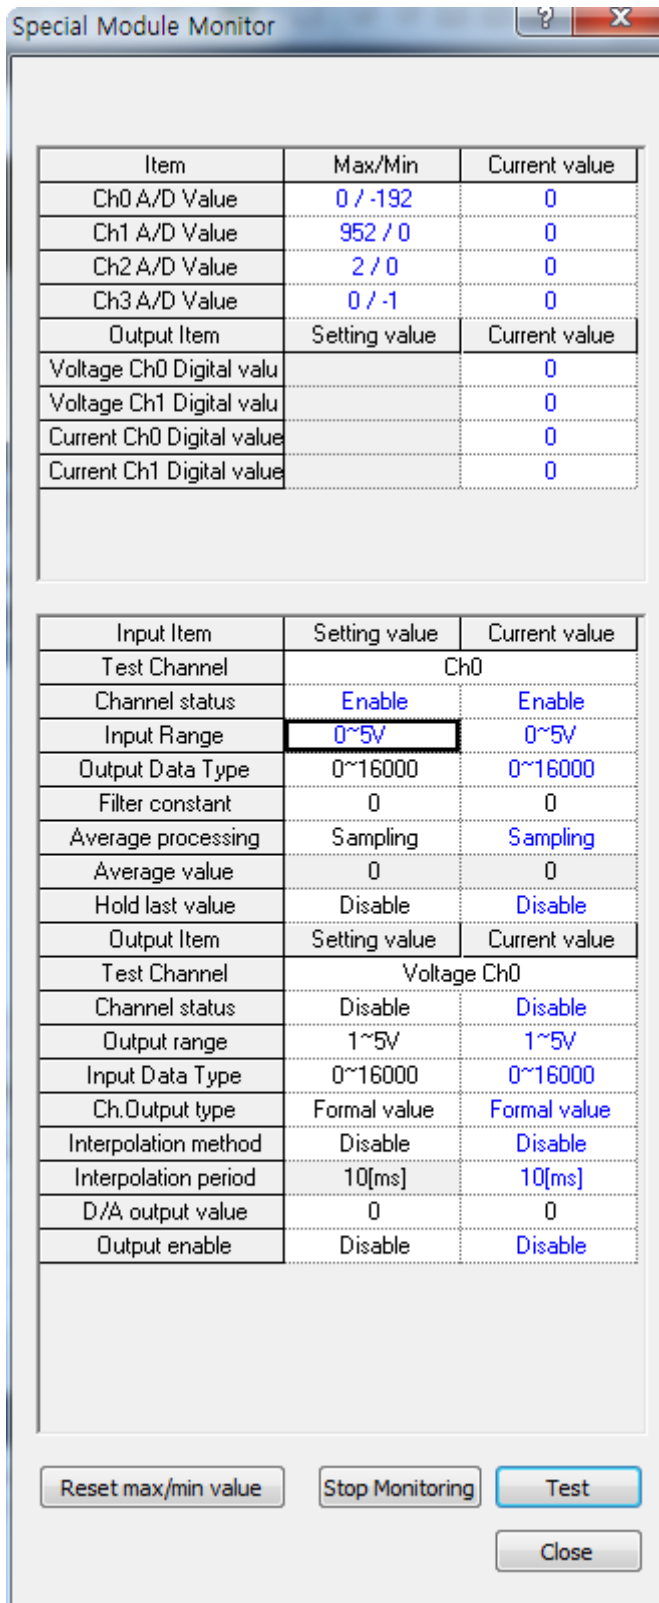 Special Module Monitor ? X
Item Max/Min Current value
Ch0 A/D Value 0 / -192 0
Ch1 A/D Value 952 / 0 0
Ch2 A/D Value 2 / 0 0
Ch3 A/D Value 0 / -1 0
Output Item Setting value Current value
Voltage Ch0 Digital valu 0
Voltage Ch1 Digital valu 0
Current Ch0 Digital value 0
Current Ch1 Digital value 0
Input Item Setting value Current value
Test Channel Ch0
Channel status Enable Enable
Input Range 0~5V 0~5V
Output Data Type 0~16000 0~16000
Filter constant 0 0
Average processing Sampling Sampling
Average value 0 0
Hold last value Disable Disable
Output Item Setting value Current value
Test Channel Voltage Ch0
Channel status Disable Disable
Output range 1~5V 1~5V
Input Data Type 0~16000 0~16000
Ch.Output type Formal value Formal value
Interpolation method Disable Disable
Interpolation period 10[ms] 10[ms]
D/A output value 0 0
Output enable Disable Disable
Reset max/min value Stop Monitoring Test
Close